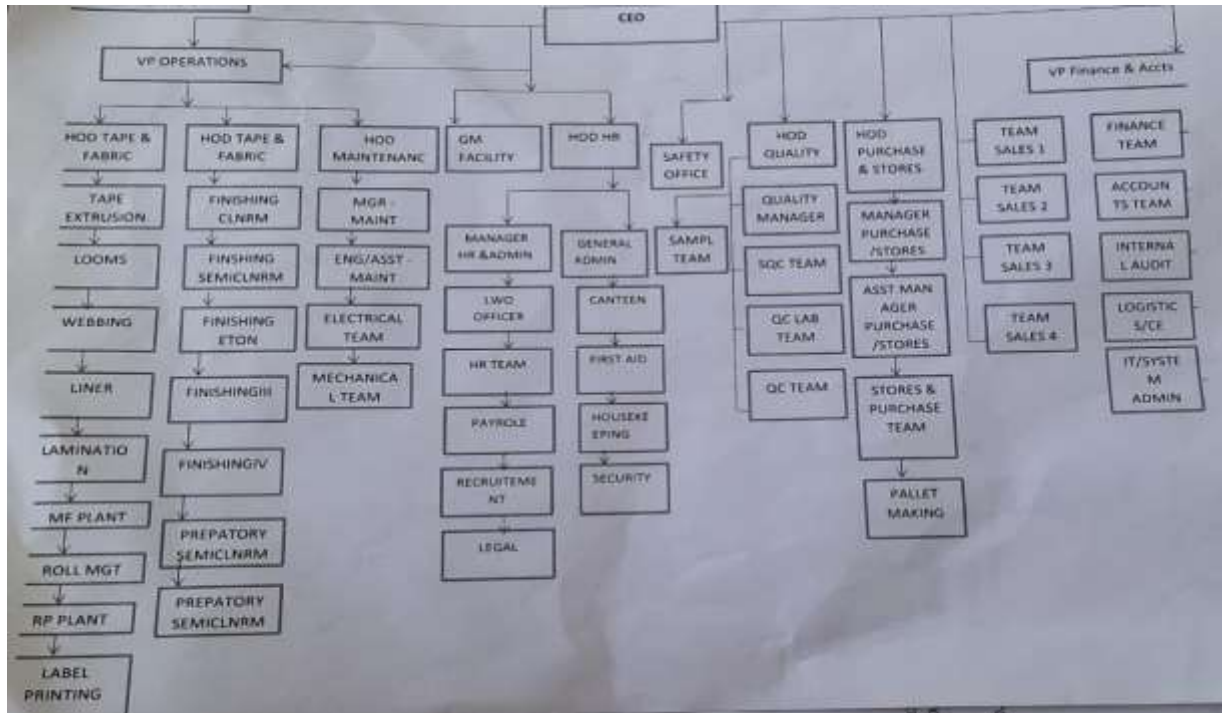 CEO
VP OPERATIONS
VP Finance & Accts
HOD TAPE &
FABRIC
TAPE
EXTRUSION
LOOMS
WEBBING
LINER
LAMINATIO
N
MF PLANT
ROLL MGT
RP PLANT
LABEL
PRINTING
HOD TAPE &
FABRIC
FINISHING
CLNRM
FINSHING
SEMICLNRM
FINISHING
ETON
FINISHINGIII
FINISHINGIV
PREPATORY
SEMICLNRM
PREPATORY
SEMICLNRM
HOD
MAINTENANC
MGR -
MAINT
ENG/ASST -
MAINT
ELECTRICAL
TEAM
MECHANICA
L TEAM
GM
FACILITY
HOD HR
MANAGER
HR &ADMIN
LWO
OFFICER
HR TEAM
PAYROLE
RECRUITEME
NT
LEGAL
GENERAL
ADMIN
CANTEEN
FIRST AID
HOUSEKE
EPING
SECURITY
SAFETY
OFFICE
SAMPL
TEAM
HOD
QUALITY
QUALITY
MANAGER
SQC TEAM
QC LAB
TEAM
QC TEAM
HOD
PURCHASE
& STORES
MANAGER
PURCHASE
/STORES
ASST MAN
AGER
PURCHASE
/STORES
STORES &
PURCHASE
TEAM
PALLET
MAKING
TEAM
SALES 1
TEAM
SALES 2
TEAM
SALES 3
TEAM
SALES 4
FINANCE
TEAM
ACCOUN
TS TEAM
INTERNA
L AUDIT
LOGISTIC
S/CE
IT/SYSTE
M
ADMIN